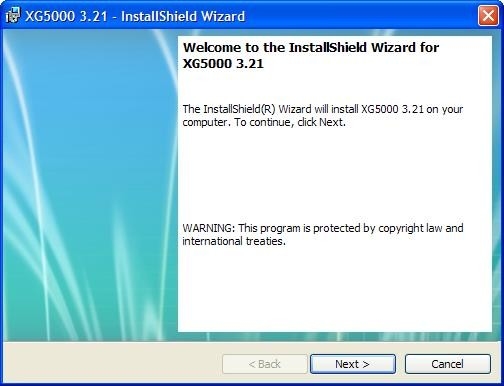 XG5000 3.21 - InstallShield Wizard
Welcome to the InstallShield Wizard for
XG5000 3.21
The InstallShield(R) Wizard will install XG5000 3.21 on your
computer. To continue, click Next.
WARNING: This program is protected by copyright law and
international treaties.
< Back
Next >
Cancel